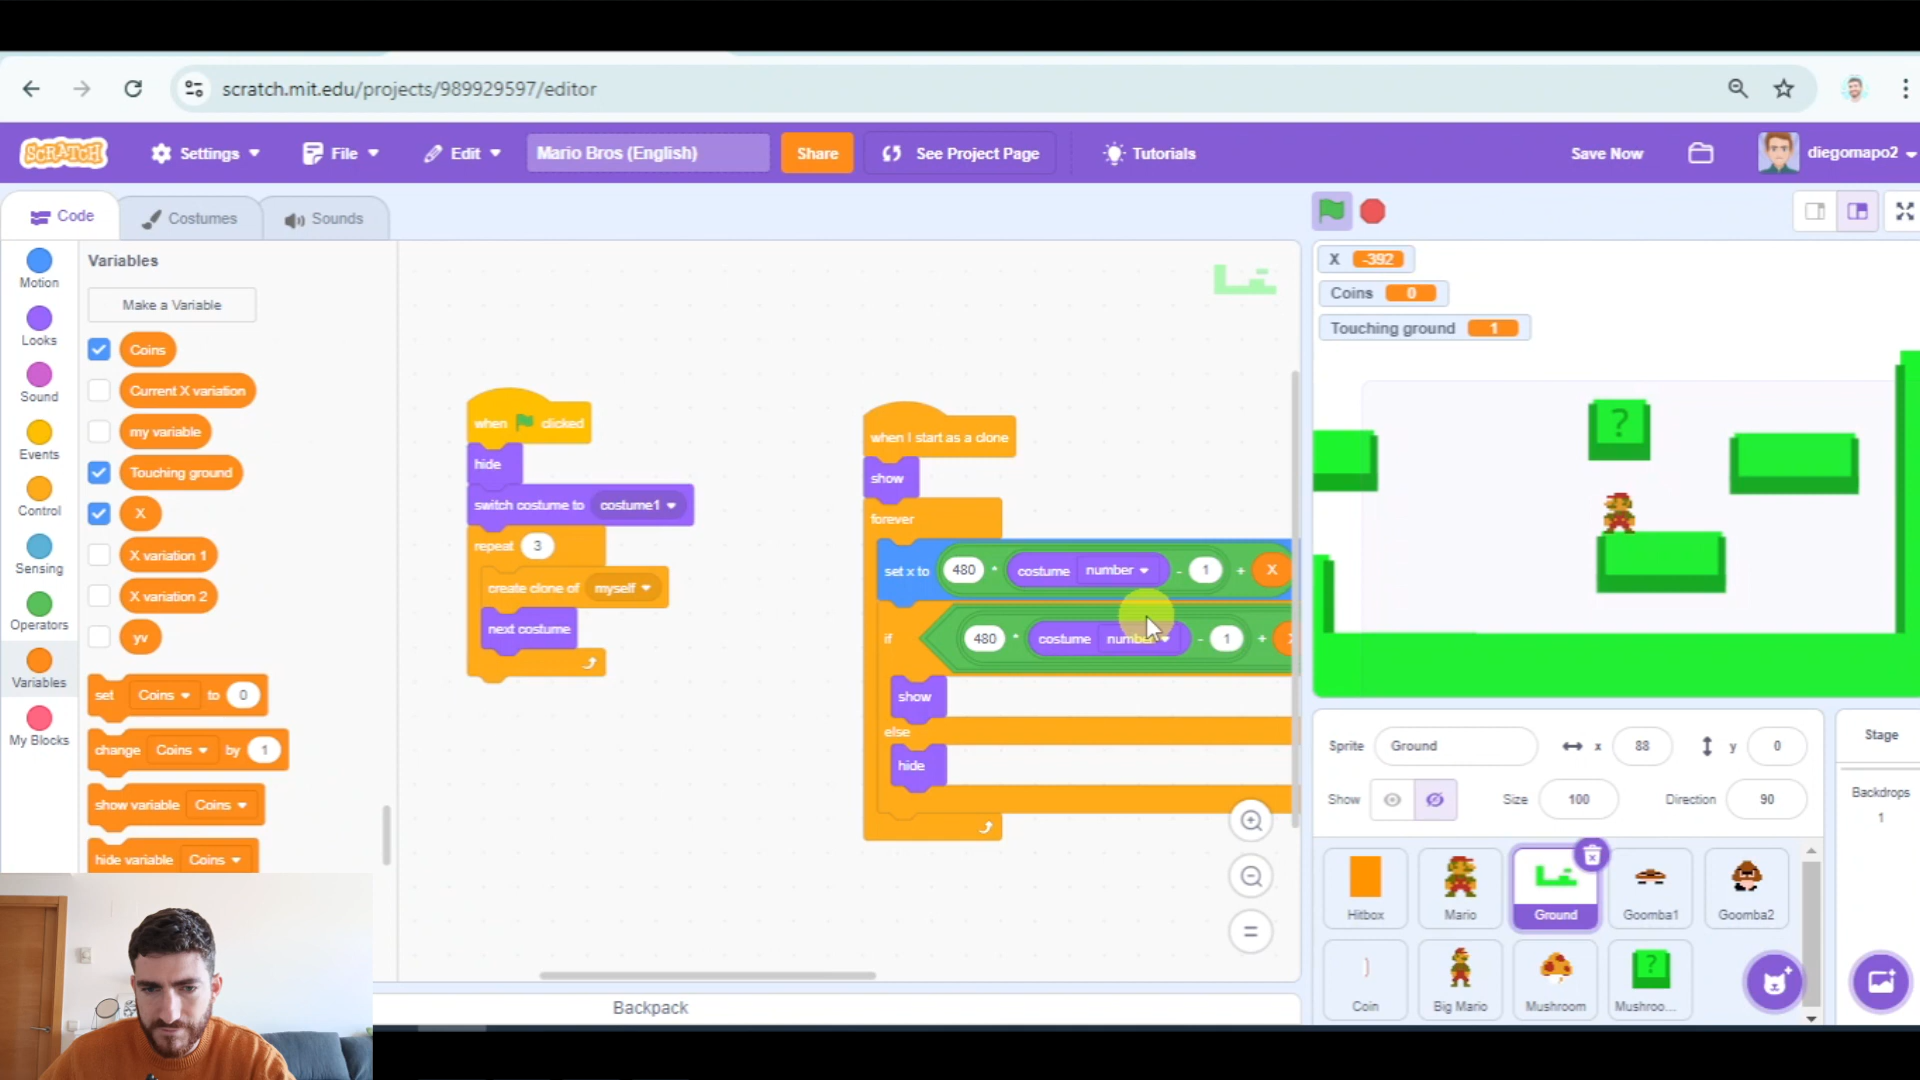 scratch.mit.edu/projects/989929597/editor
SCRATCH
Settings
File
Edit
Mario Bros (English)
Share
See Project Page
Tutorials
Save Now
diegomapo2
Code
Costumes
Sounds
Motion
Looks
Sound
Events
Control
Sensing
Operators
Variables
My Blocks
Variables
Make a Variable
Coins
Current X variation
my variable
Touching ground
X
X variation 1
X variation 2
yv
set Coins to 0
change Coins by 1
show variable Coins
hide variable Coins
when clicked
hide
switch costume to costume1
repeat 3
create clone of myself
next costume
when I start as a clone
show
forever
set x to 480 * costume number - 1 + X
if 480 * costume number - 1 +
show
else
hide
Backpack
X -392
Coins 0
Touching ground 1
?
Sprite Ground x 88 y 0
Show Size 100 Direction 90
Hitbox
Mario
Ground
Goomba1
Goomba2
Coin
Big Mario
Mushroom
?
Mushroo...
Stage
Backdrops
1